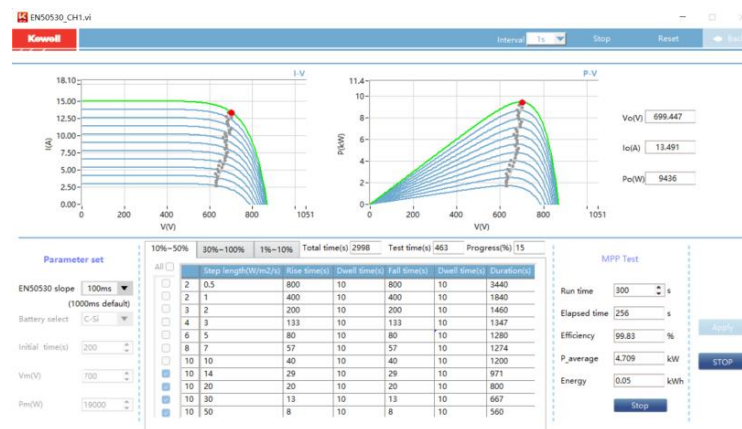 EN50530_CH1.vi
Kewell
Interval 1s Stop Reset Back
I-V
18.10
15.00
12.50
10.00
7.50
5.00
2.50
0.00
I(A)
0 200 400 600 800 1051
V(V)
P-V
11.4
10
8
6
4
2
0
P(kW)
0 200 400 600 800 1051
V(V)
Vo(V) 699.447
Io(A) 13.491
Po(W) 9436
Parameter set
EN50530 slope 100ms
(1000ms default)
Battery select C-Si
Initial time(s) 200
Vm(V) 700
Pm(W) 19000
10%~50% 30%~100% 1%~10% Total time(s) 2998 Test time(s) 463 Progress(%) 15
All
Step length(W/m2/s) Rise time(s) Dwell time(s) Fall time(s) Dwell time(s) Duration(s)
2 0.5 800 10 800 10 3440
2 1 400 10 400 10 1840
3 2 200 10 200 10 1460
4 3 133 10 133 10 1347
6 5 80 10 80 10 1280
8 7 57 10 57 10 1274
10 10 40 10 40 10 1200
10 14 29 10 29 10 971
10 20 20 10 20 10 800
10 30 13 10 13 10 667
10 50 8 10 8 10 560
MPP Test
Run time 300 s
Elapsed time 256 s
Efficiency 99.83 %
P_average 4.709 kW
Energy 0.05 kWh
Stop
Apply
STOP